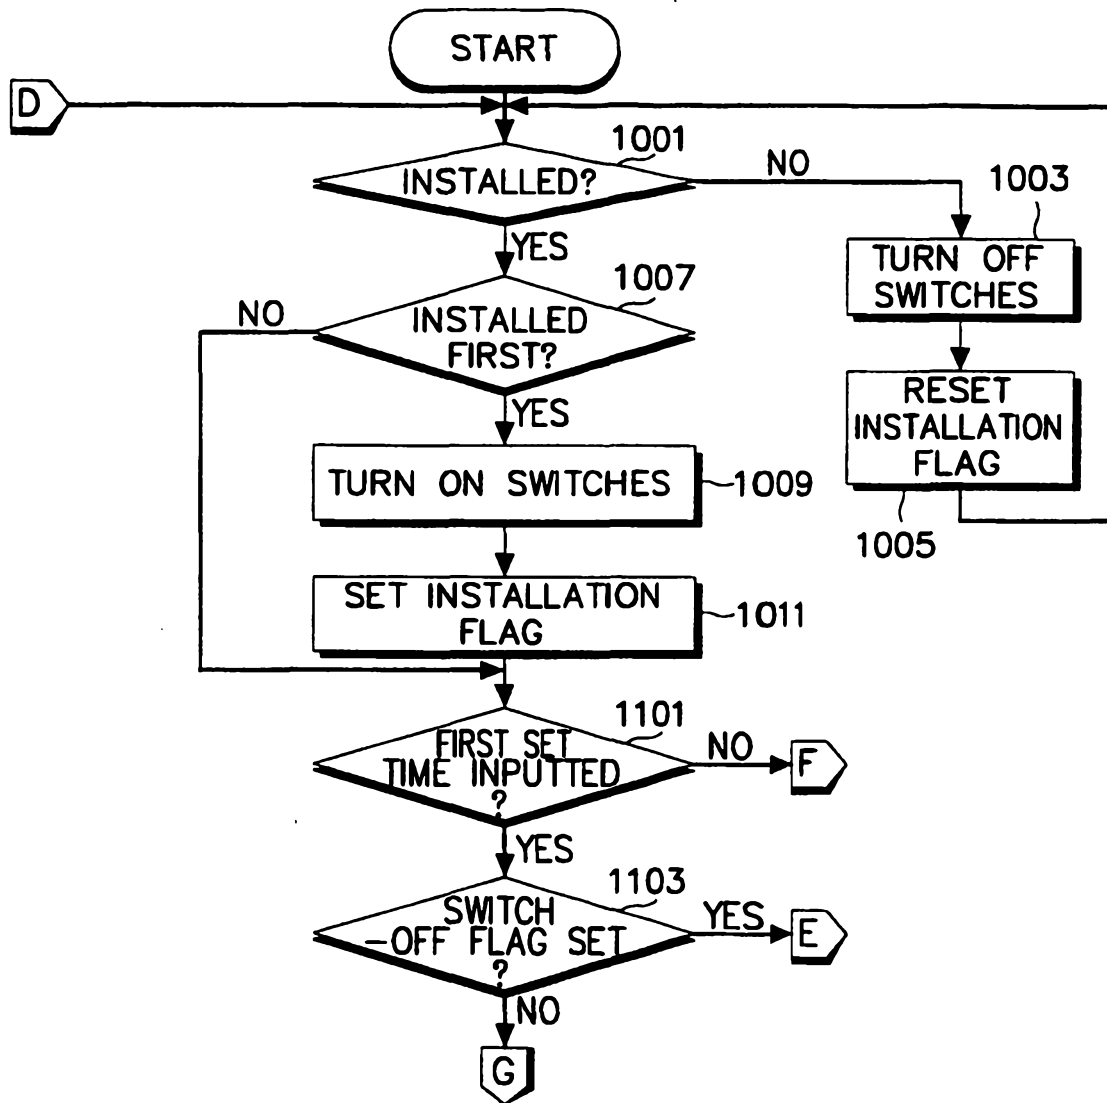 START
D
1001
INSTALLED?
NO
1003
YES
TURN OFF
SWITCHES
1007
NO
INSTALLED
FIRST?
RESET
INSTALLATION
FLAG
YES
TURN ON SWITCHES
1009
1005
SET INSTALLATION
FLAG
1011
1101
FIRST SET
TIME INPUTTED
?
NO
F
YES
1103
SWITCH
-OFF FLAG SET
?
YES
E
NO
G